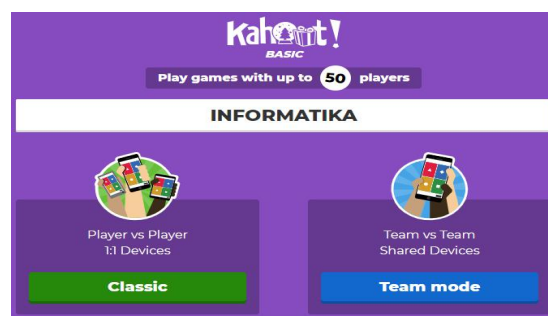 Kahoot!
BASIC
Play games with up to 50 players
INFORMATIKA
Player vs Player
1:1 Devices
Classic
Team vs Team
Shared Devices
Team mode